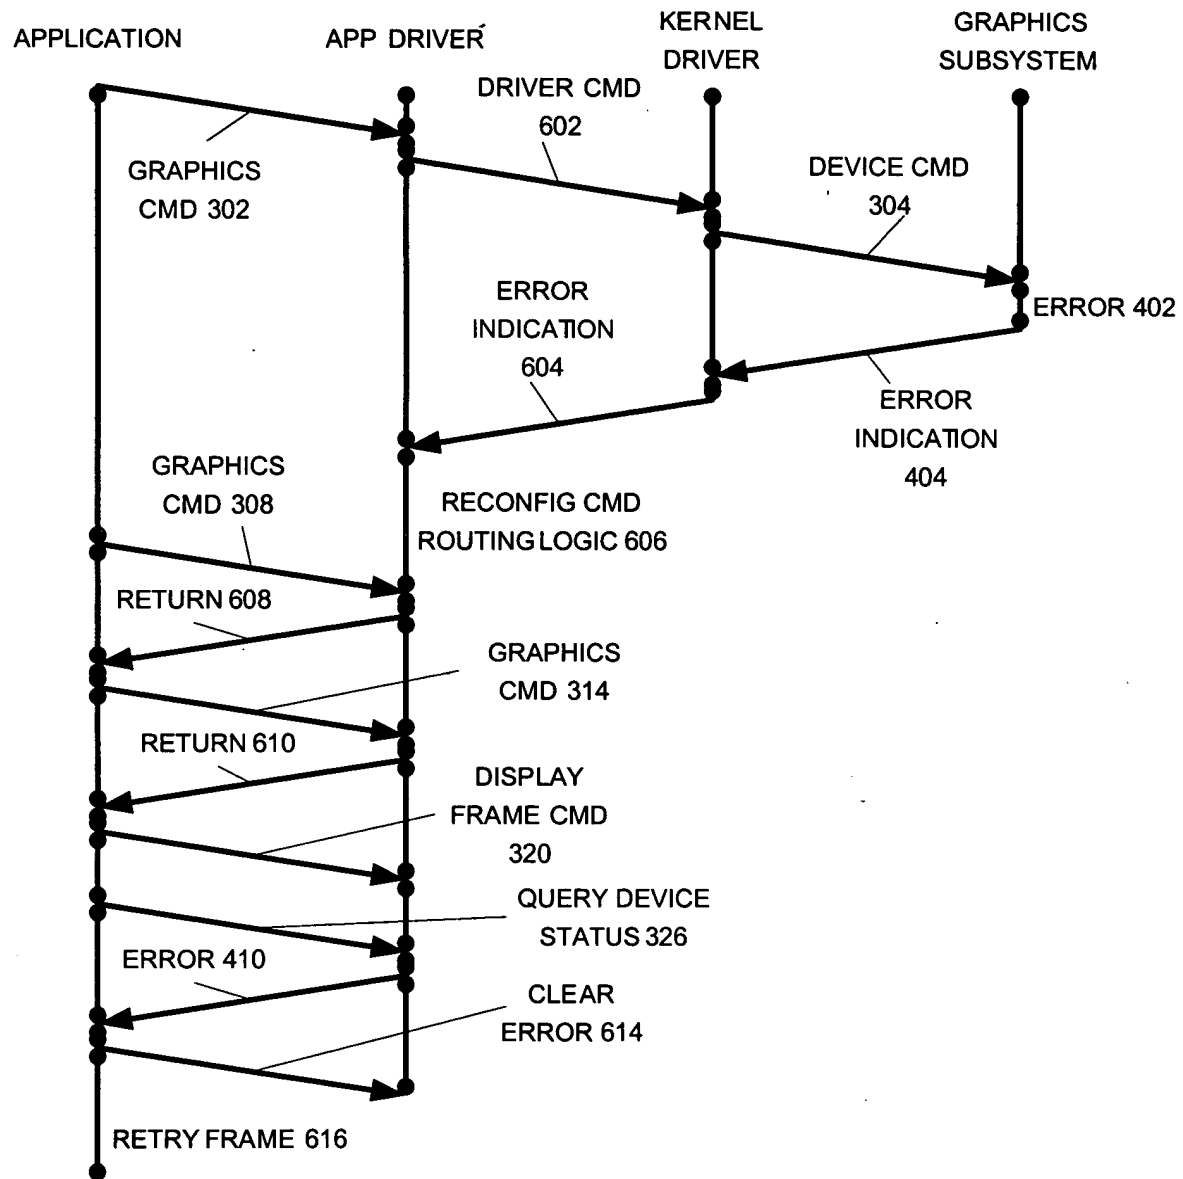 APPLICATION
APP DRIVER
KERNEL
DRIVER
GRAPHICS
SUBSYSTEM
DRIVER CMD
602
GRAPHICS
CMD 302
DEVICE CMD
304
ERROR
INDICATION
604
ERROR 402
ERROR
INDICATION
404
GRAPHICS
CMD 308
RECONFIG CMD
ROUTING LOGIC 606
RETURN 608
GRAPHICS
CMD 314
RETURN 610
DISPLAY
FRAME CMD
320
QUERY DEVICE
STATUS 326
ERROR 410
CLEAR
ERROR 614
RETRY FRAME 616